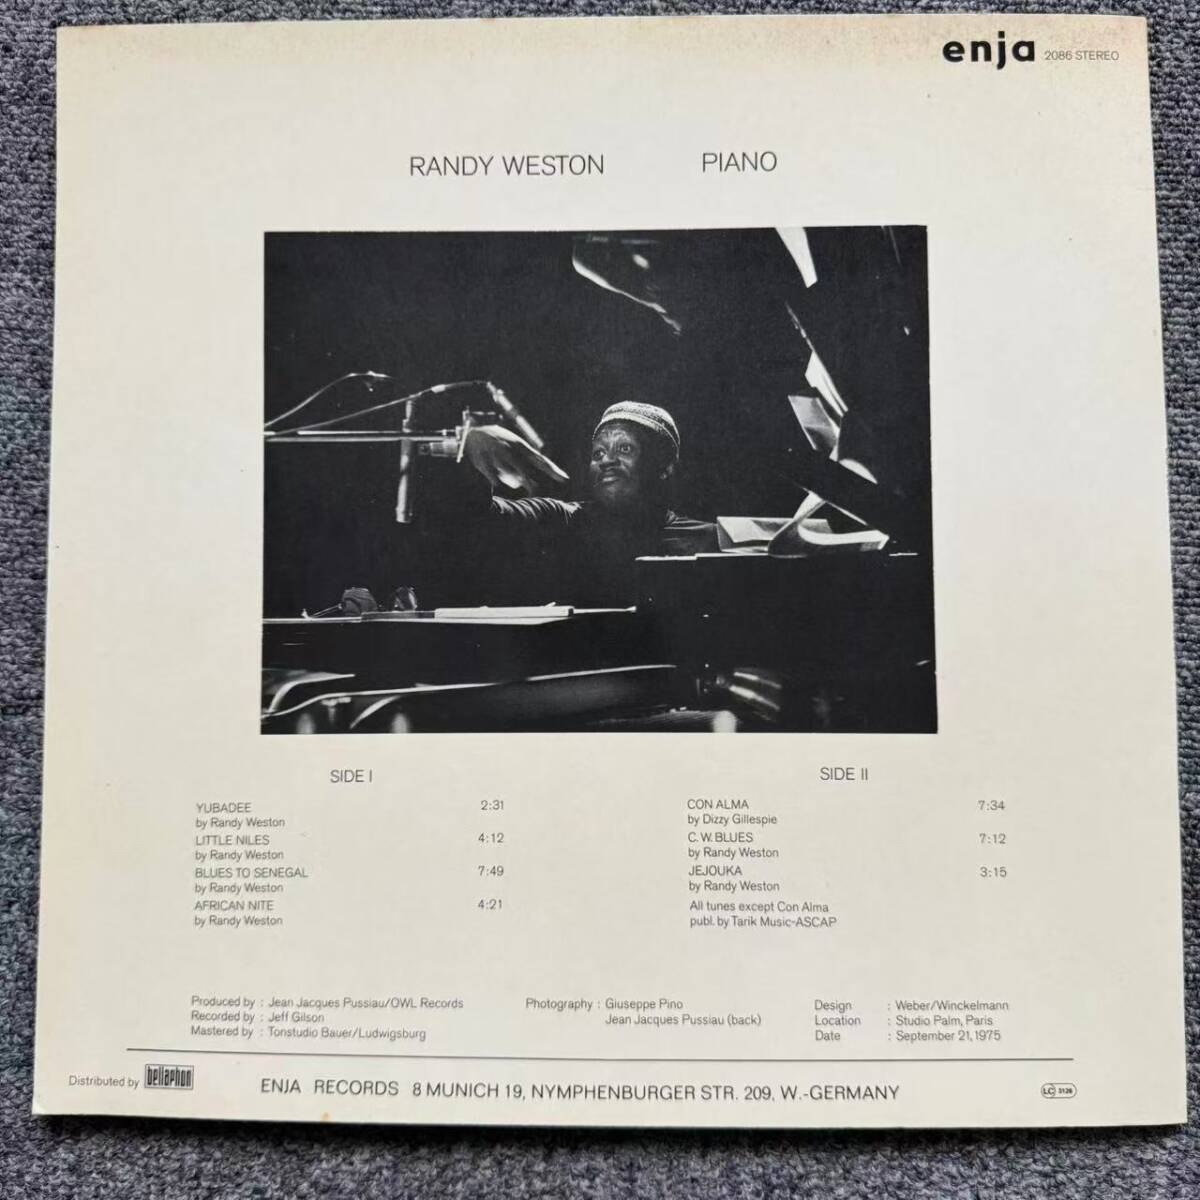 enja 2086 STEREO
RANDY WESTON PIANO
SIDE I
YUBADEE 2:31
by Randy Weston
LITTLE NILES 4:12
by Randy Weston
BLUES TO SENEGAL 7:49
by Randy Weston
AFRICAN NITE 4:21
by Randy Weston
SIDE II
CON ALMA 7:34
by Dizzy Gillespie
C.W. BLUES 7:12
by Randy Weston
JEJOUKA 3:15
by Randy Weston
All tunes except Con Alma
publ. by Tarik Music-ASCAP
Produced by : Jean Jacques Pussiau/OWL Records
Recorded by : Jeff Gilson
Mastered by : Tonstudio Bauer/Ludwigsburg
Photography : Giuseppe Pino
Jean Jacques Pussiau (back)
Design : Weber/Winckelmann
Location : Studio Palm, Paris
Date : September 21, 1975
Distributed by bellaphon
ENJA RECORDS 8 MUNICH 19, NYMPHENBURGER STR. 209, W.-GERMANY
LC 3126